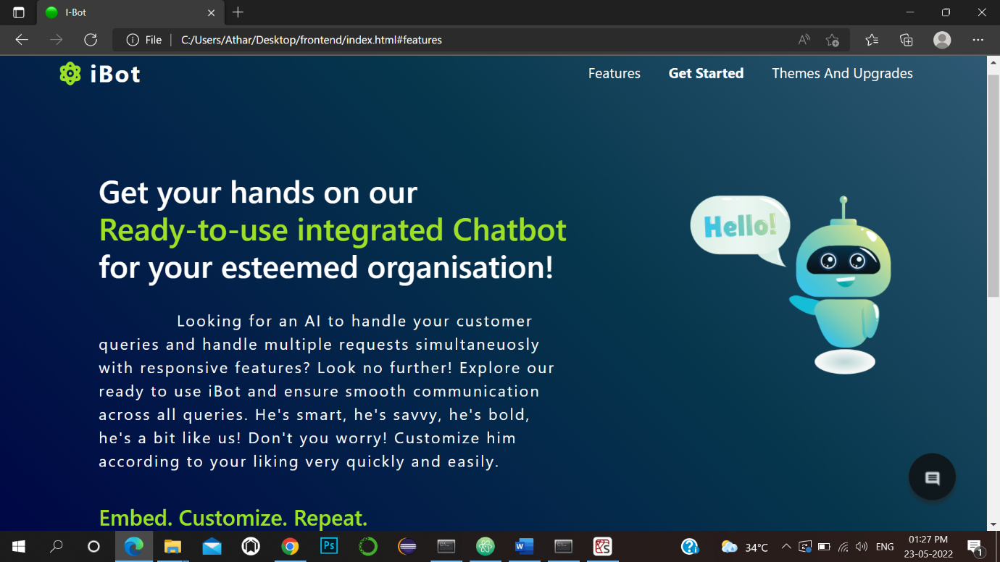 I-Bot
File
C:/Users/Athar/Desktop/frontend/index.html#features
iBot
Features
Get Started
Themes And Upgrades
Get your hands on our
Ready-to-use integrated Chatbot
for your esteemed organisation!
Hello!
Looking for an AI to handle your customer
queries and handle multiple requests simultaneuosly
with responsive features? Look no further! Explore our
ready to use iBot and ensure smooth communication
across all queries. He's smart, he's savvy, he's bold,
he's a bit like us! Don't you worry! Customize him
according to your liking very quickly and easily.
Embed. Customize. Repeat.
Ps
34°C
ENG
01:27 PM
23-05-2022
1